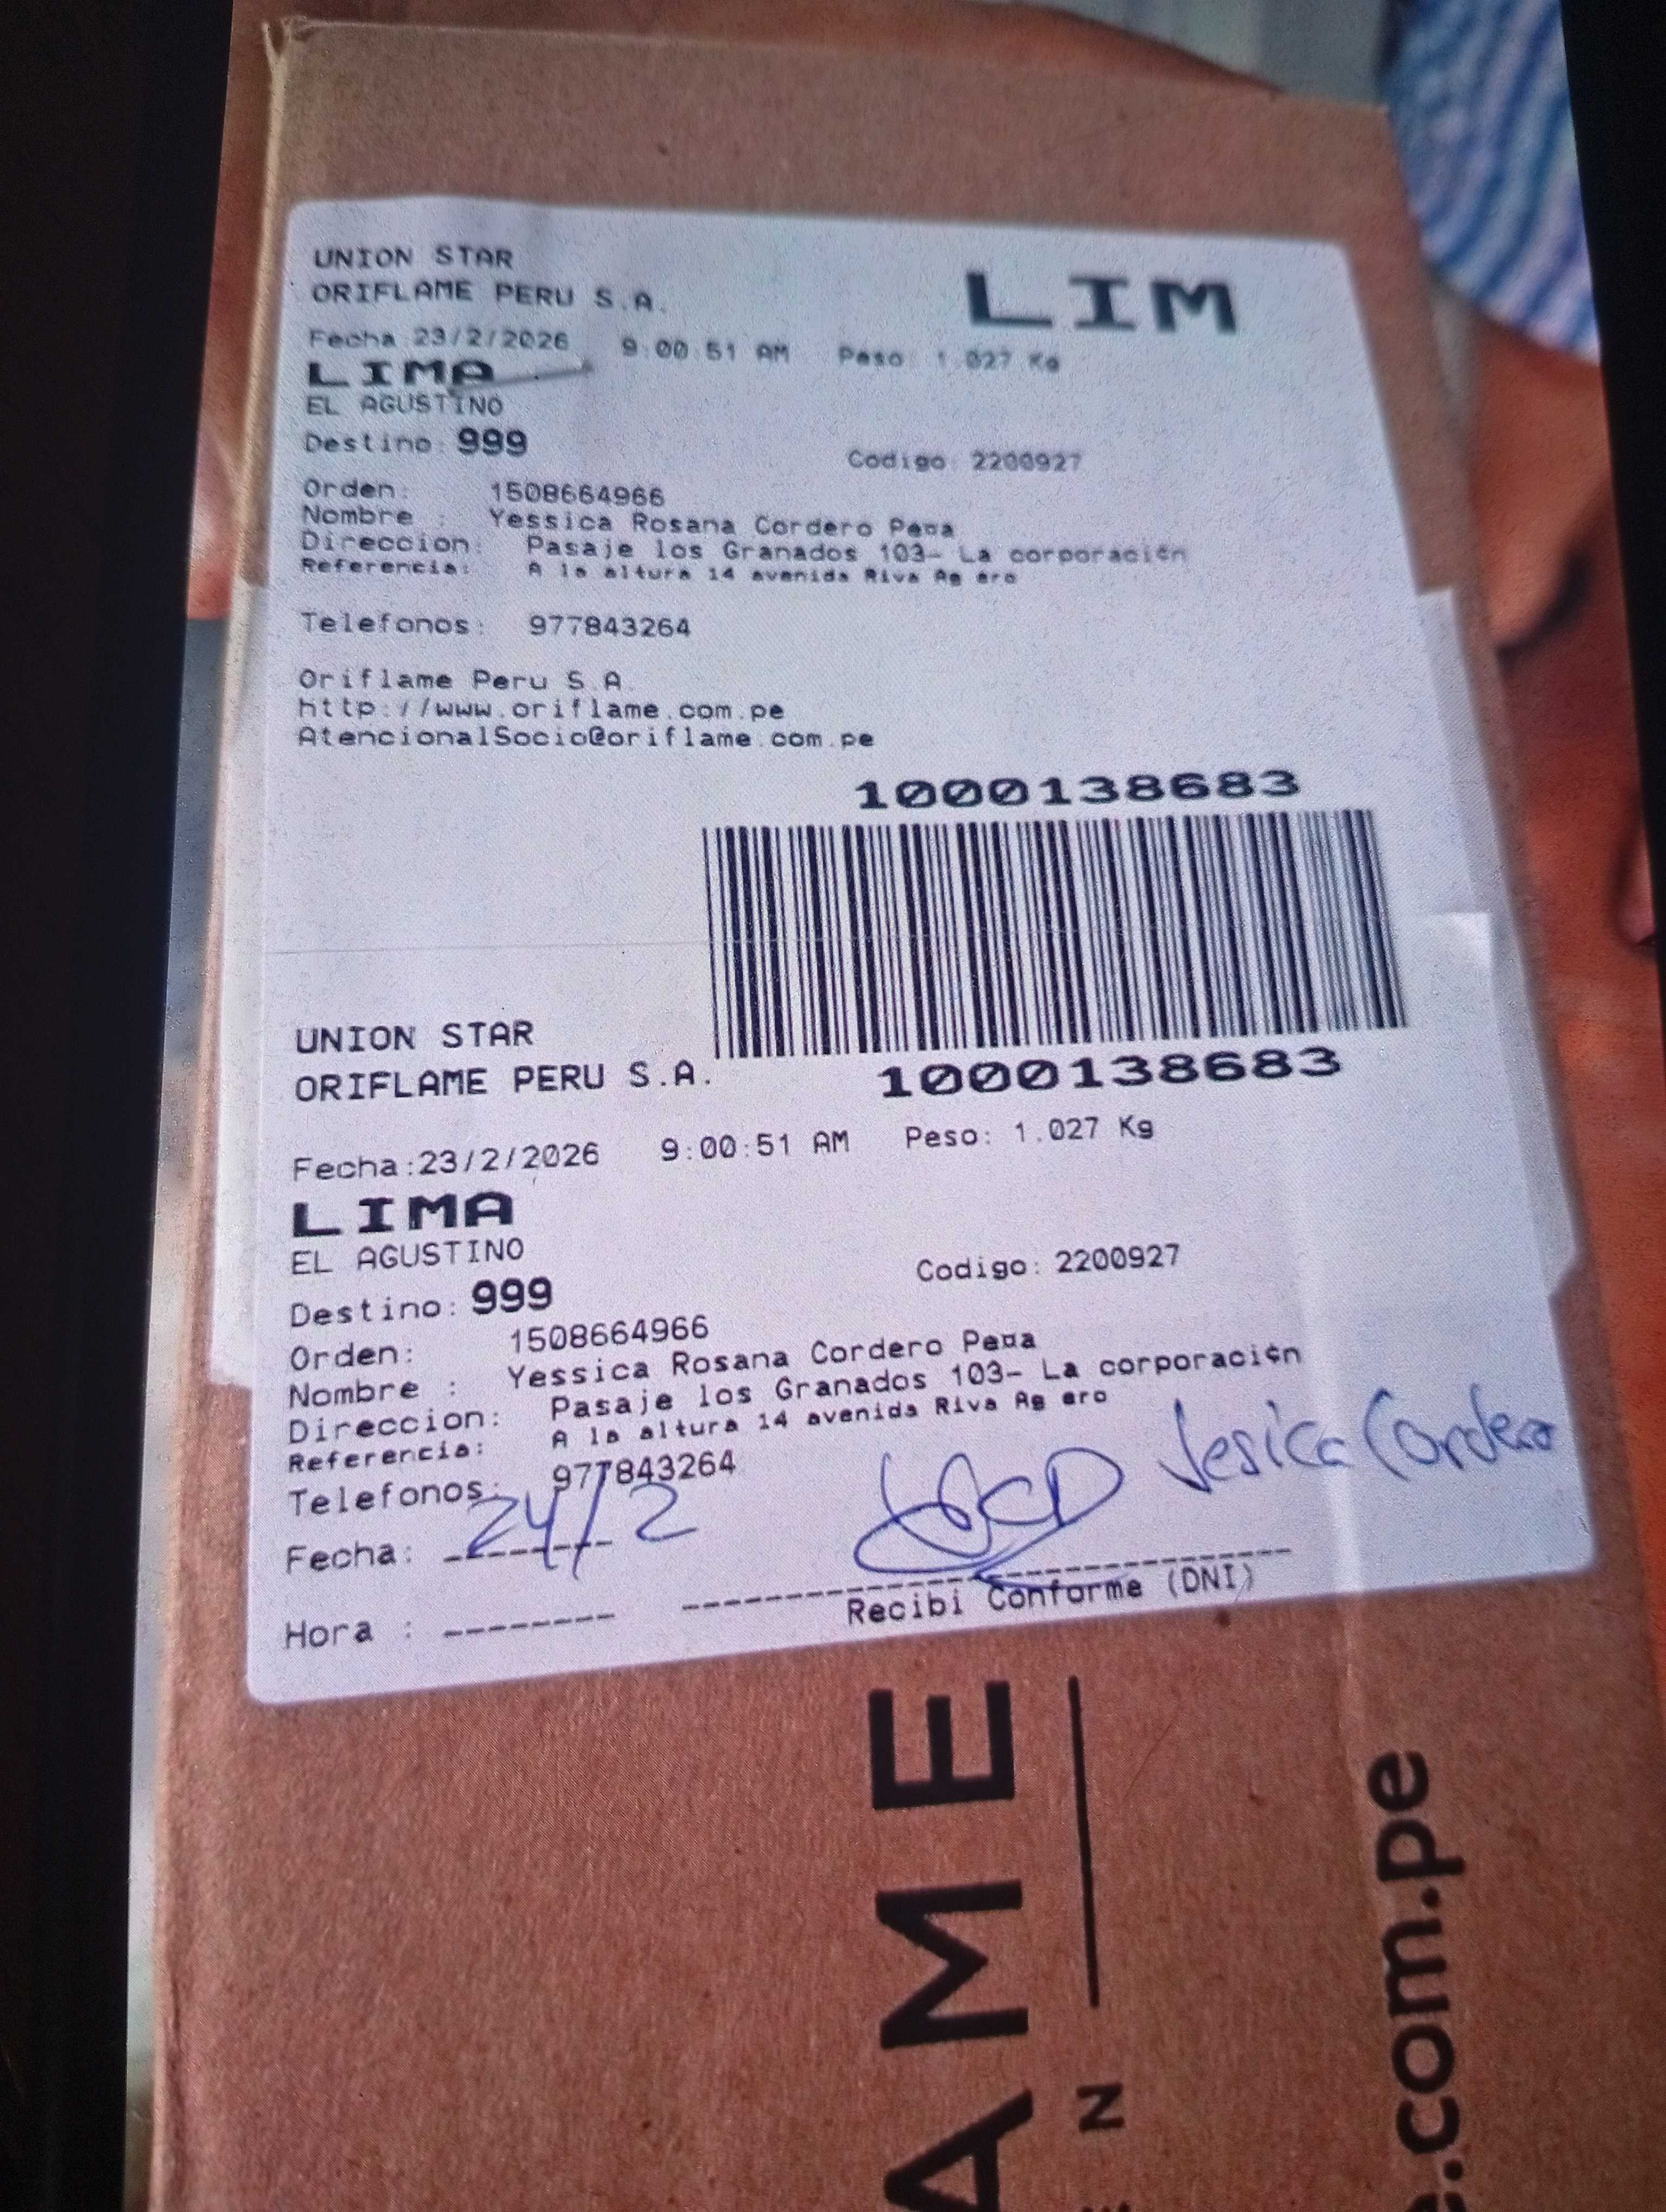 UNION STAR
ORIFLAME PERU S.A.
LIM
Fecha:23/2/2026 9:00:51 AM Peso: 1.027 Kg
LIMA
EL AGUSTINO
Destino: 999
Codigo: 2200927
Orden: 1508664966
Nombre : Yessica Rosana Cordero Pe¤a
Direccion: Pasaje los Granados 103- La corporaci¢n
Referencia: A la altura 14 avenida Riva Ag ero
Telefonos: 977843264
Oriflame Peru S.A.
http://www.oriflame.com.pe
AtencionalSocio@oriflame.com.pe
1000138683
1000138683
UNION STAR
ORIFLAME PERU S.A.
Fecha:23/2/2026 9:00:51 AM Peso: 1.027 Kg
LIMA
EL AGUSTINO
Destino: 999
Codigo: 2200927
Orden: 1508664966
Nombre : Yessica Rosana Cordero Pe¤a
Direccion: Pasaje los Granados 103- La corporaci¢n
Referencia: A la altura 14 avenida Riva Ag ero
Telefonos: 977843264
Fecha: 24/2
Jesica Cordero
Hora :
Recibi Conforme (DNI)
AME
EN
e.com.pe